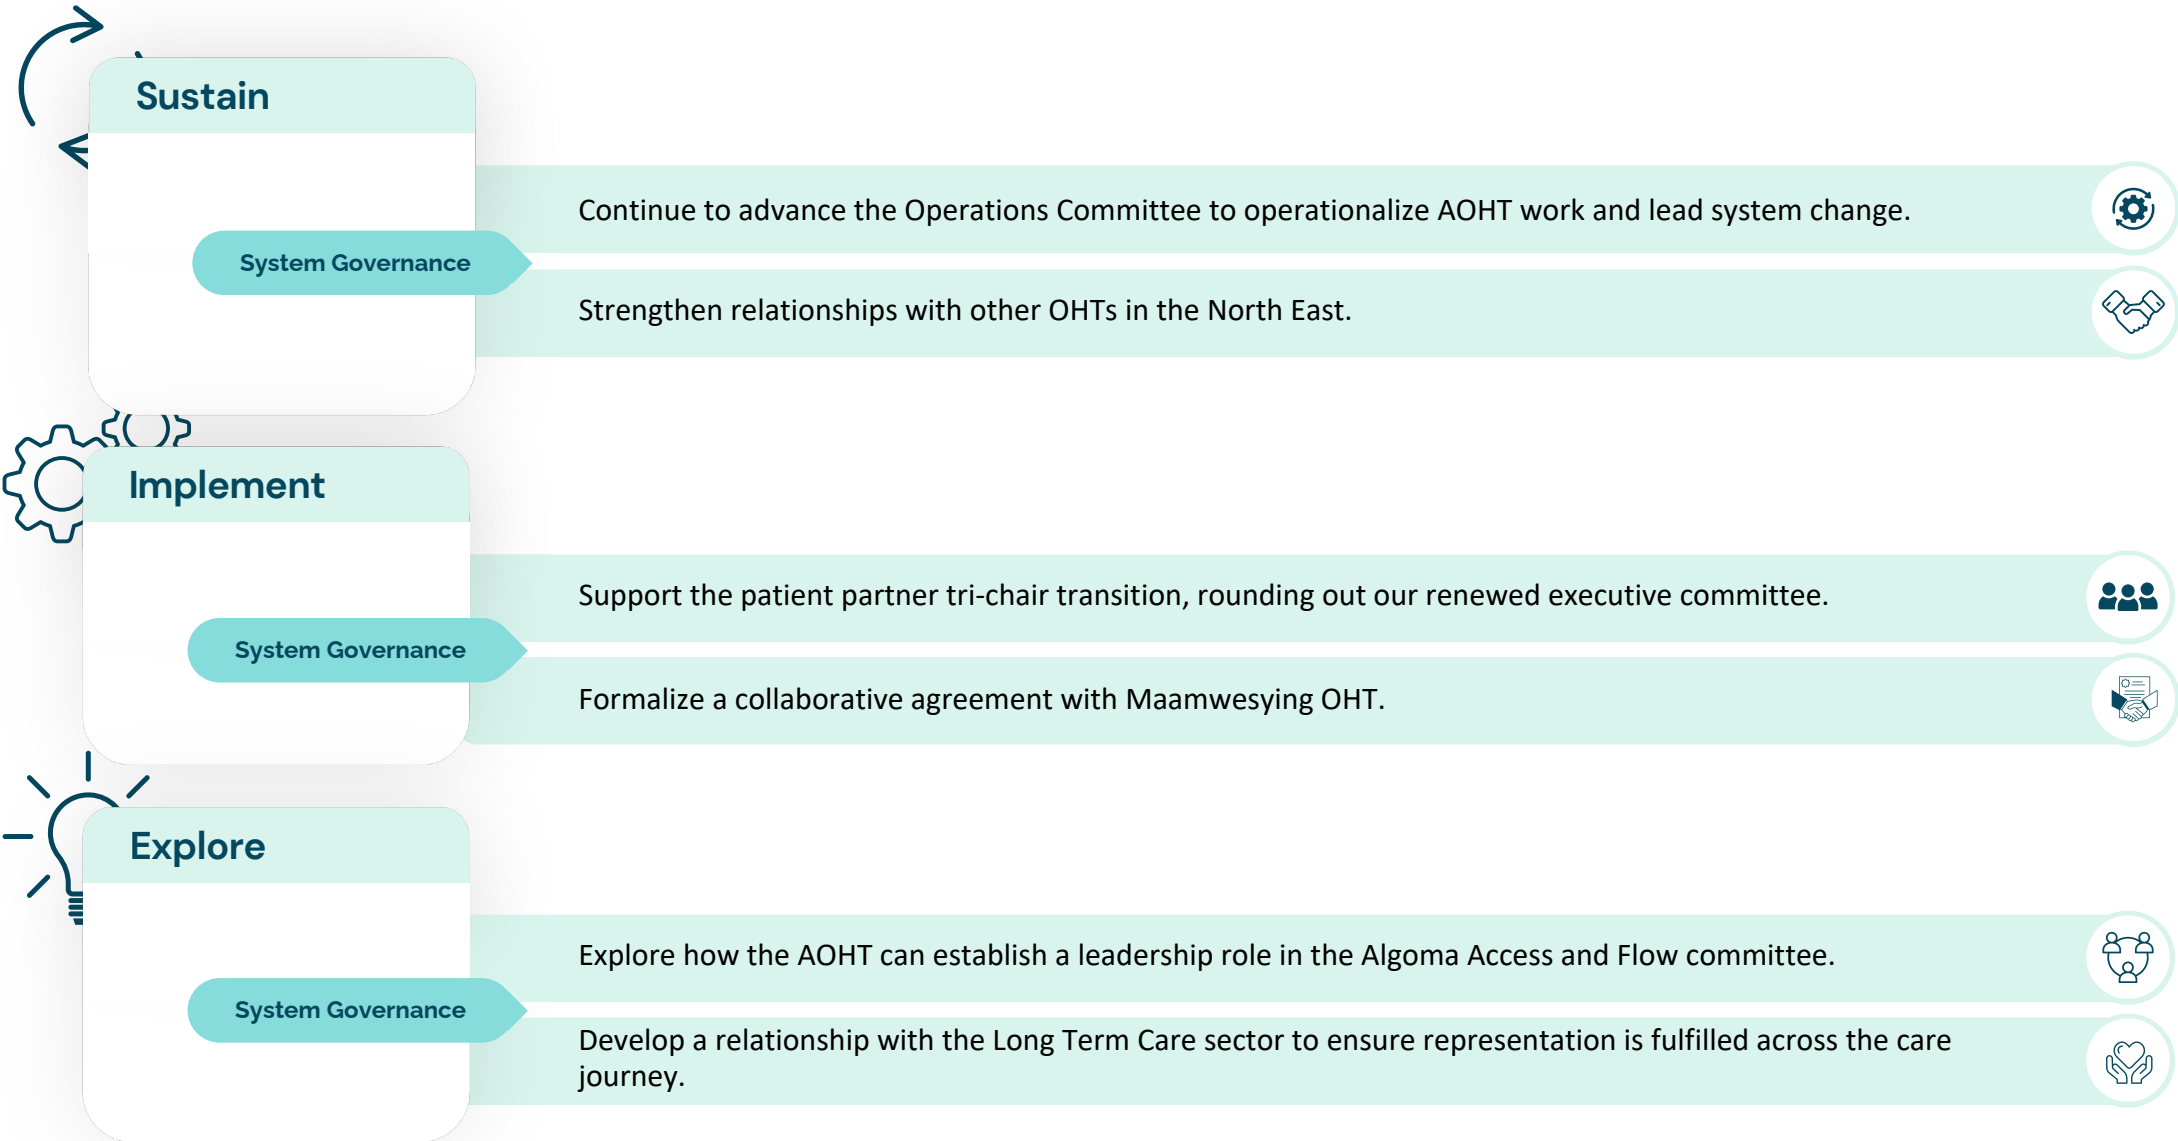 Sustain
Continue to advance the Operations Committee to operationalize AOHT work and lead system change.
System Governance
Strengthen relationships with other OHTs in the North East.
Implement
Support the patient partner tri-chair transition, rounding out our renewed executive committee.
System Governance
Formalize a collaborative agreement with Maamwesying OHT.
Explore
Explore how the AOHT can establish a leadership role in the Algoma Access and Flow committee.
System Governance
Develop a relationship with the Long Term Care sector to ensure representation is fulfilled across the care
journey.